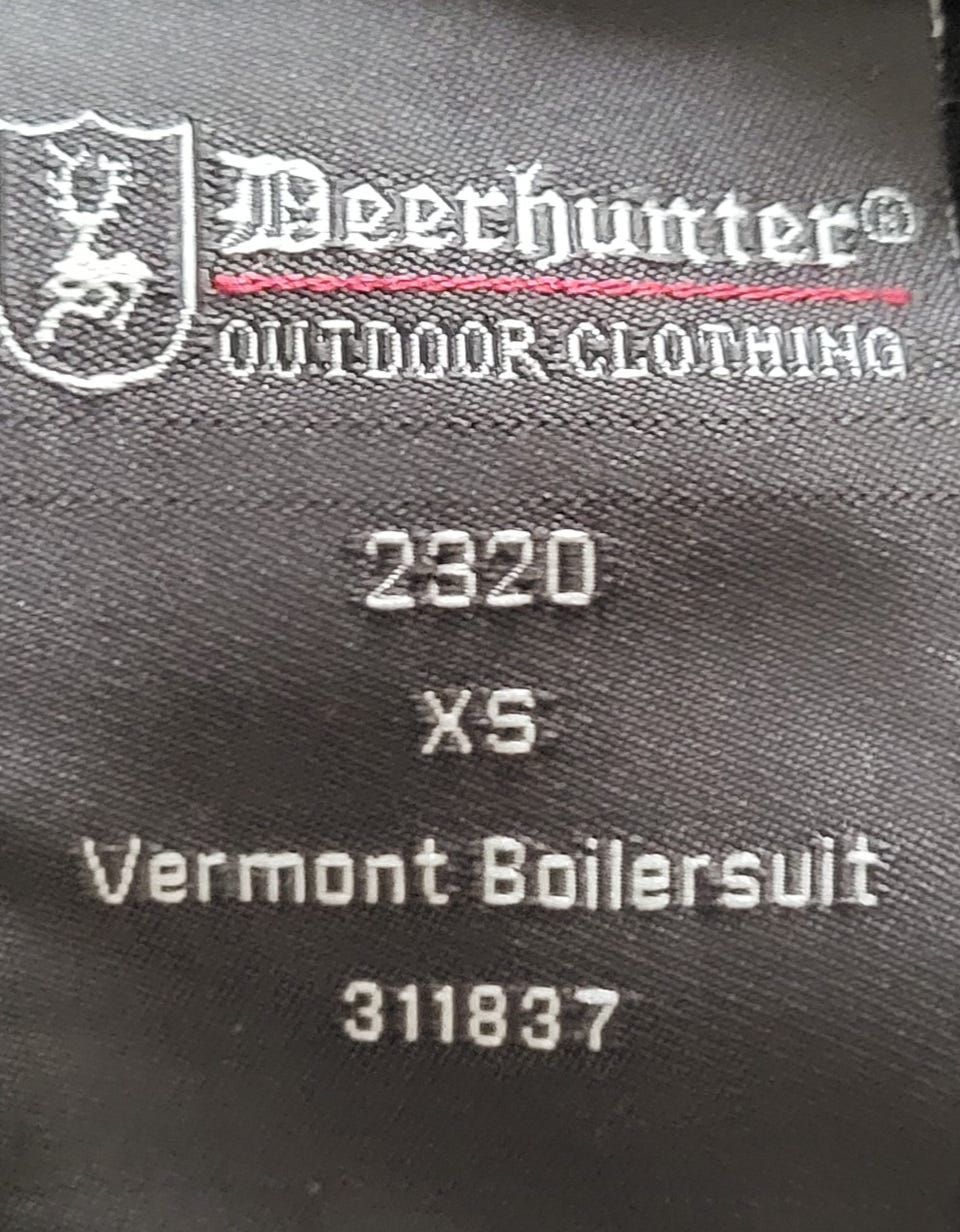 Deerhunter®
OUTDOOR CLOTHING
2320
XS
Vermont Boilersuit
311837